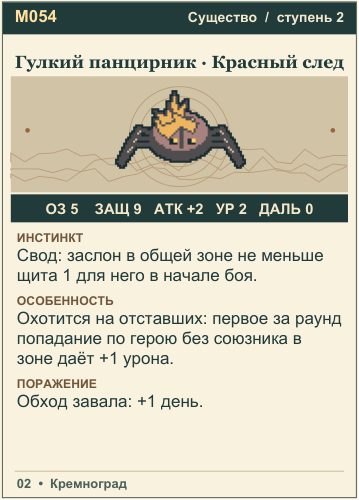 M054
Существо / ступень 2
Гулкий панцирник · Красный след
ОЗ 5 ЗАЩ 9 АТК +2 УР 2 ДАЛЬ 0
ИНСТИНКТ
Свод: заслон в общей зоне не меньше
щита 1 для него в начале боя.
ОСОБЕННОСТЬ
Охотится на отставших: первое за раунд
попадание по герою без союзника в
зоне даёт +1 урона.
ПОРАЖЕНИЕ
Обход завала: +1 день.
02 • Кремноград